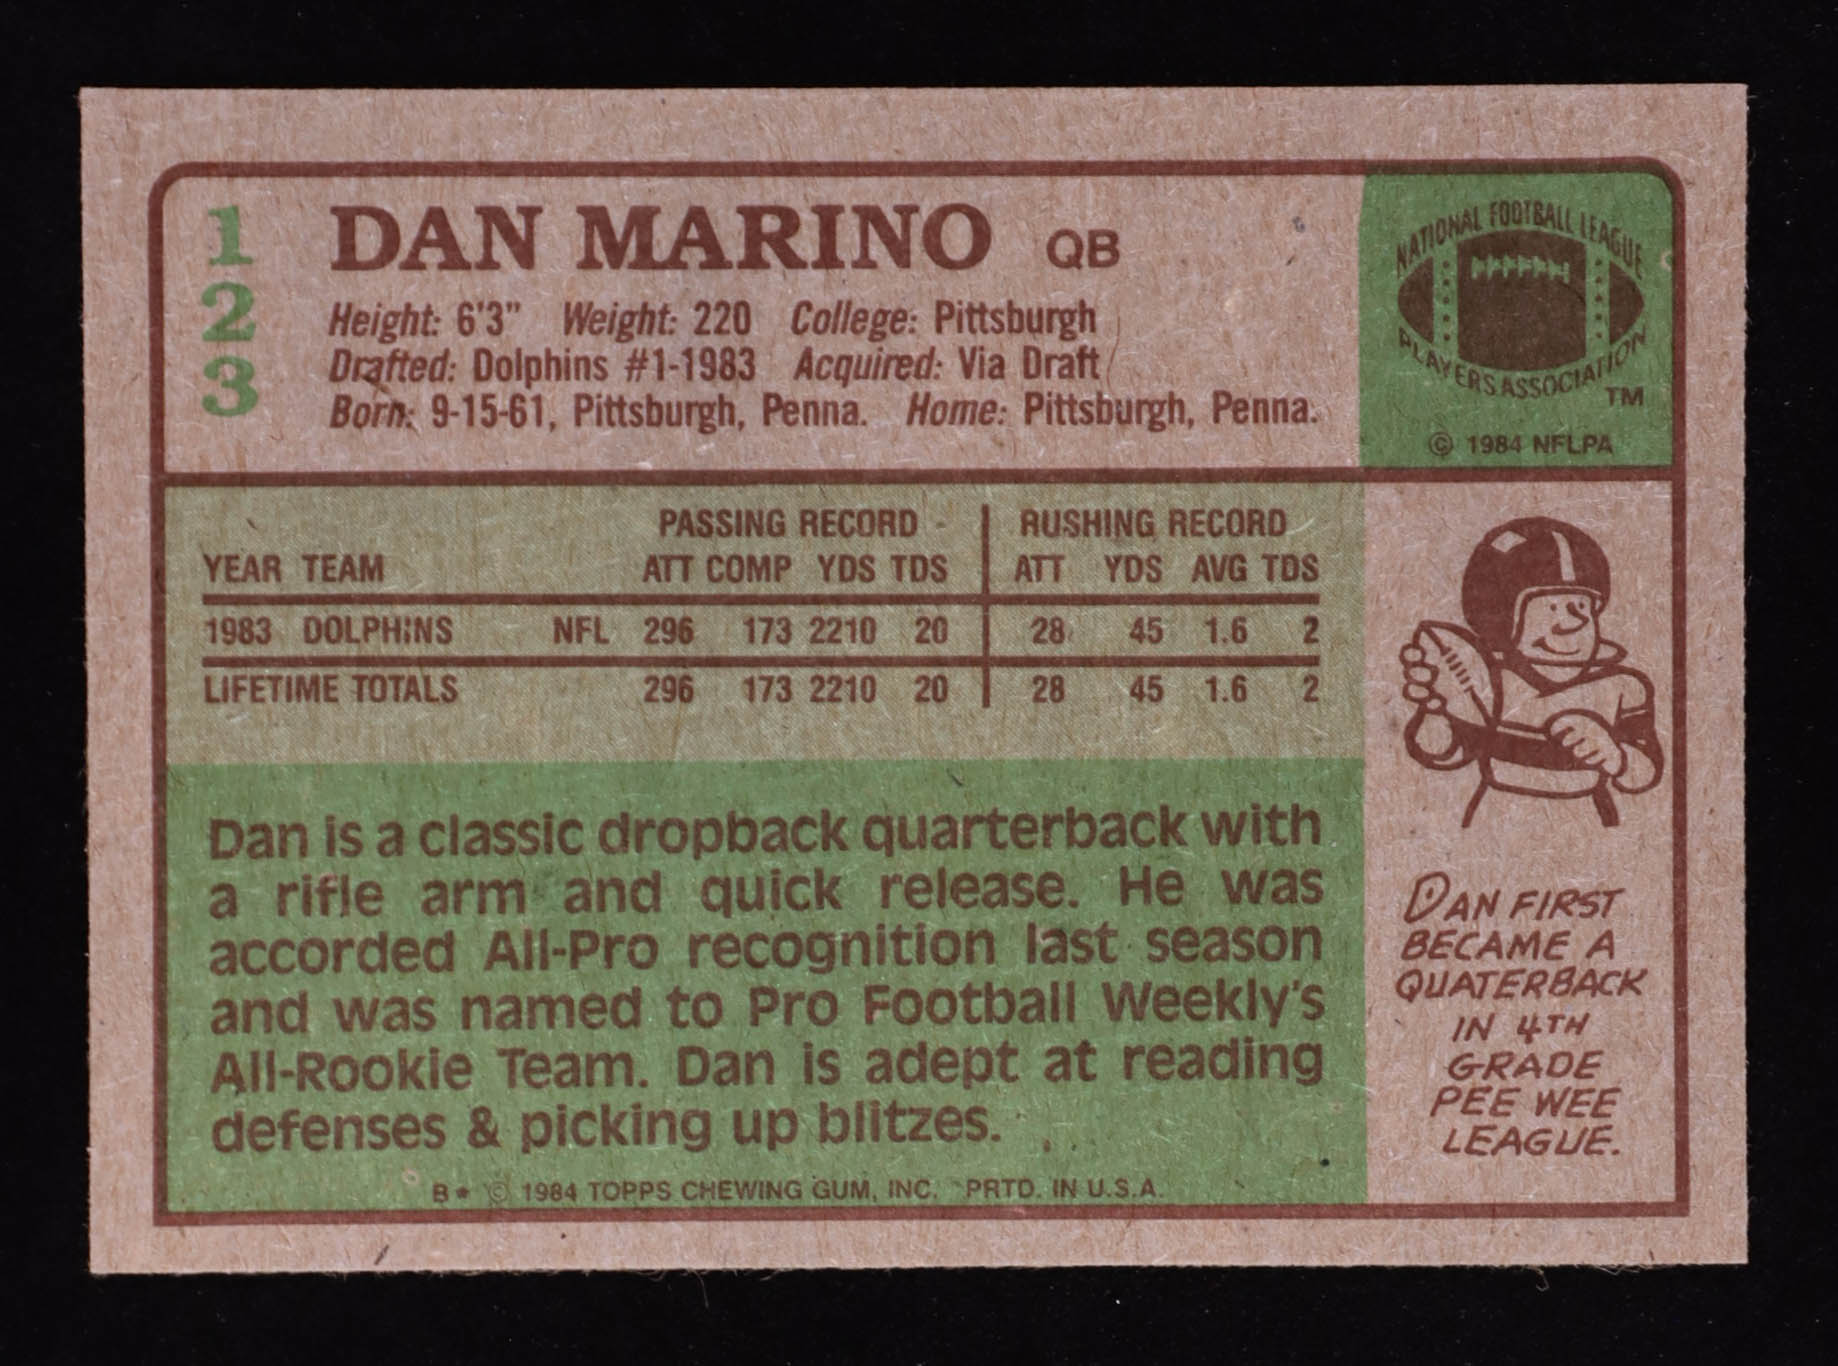 1
2
3
DAN MARINO QB
Height: 6'3" Weight: 220 College: Pittsburgh
Drafted: Dolphins #1-1983 Acquired: Via Draft
Born: 9-15-61, Pittsburgh, Penna. Home: Pittsburgh, Penna.
NATIONAL FOOTBALL LEAGUE
PLAYERS ASSOCIATION
TM
© 1984 NFLPA
PASSING RECORD RUSHING RECORD
YEAR TEAM ATT COMP YDS TDS ATT YDS AVG TDS
1983 DOLPHINS NFL 296 173 2210 20 28 45 1.6 2
LIFETIME TOTALS 296 173 2210 20 28 45 1.6 2
Dan is a classic dropback quarterback with
a rifle arm and quick release. He was
accorded All-Pro recognition last season
and was named to Pro Football Weekly's
All-Rookie Team. Dan is adept at reading
defenses & picking up blitzes.
B* © 1984 TOPPS CHEWING GUM, INC. PRTD. IN U.S.A.
DAN FIRST
BECAME A
QUATERBACK
IN 4TH
GRADE
PEE WEE
LEAGUE.